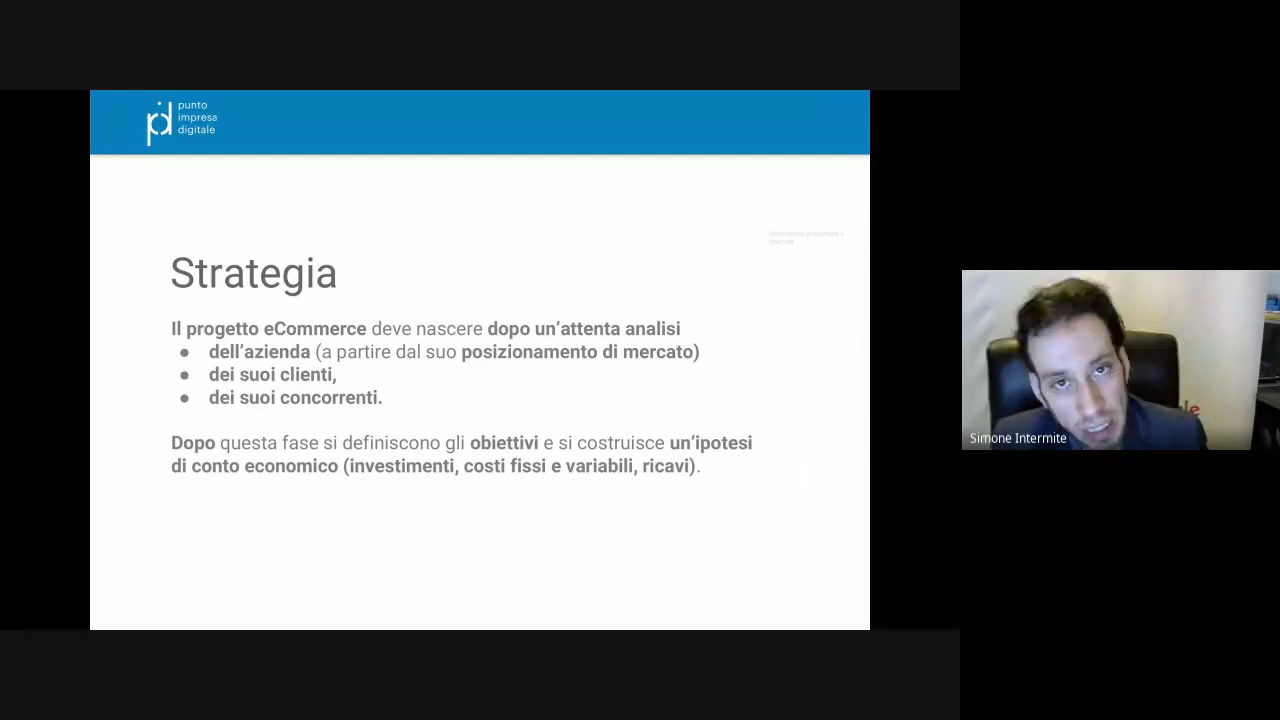 punto
impresa
digitale
Strategia
Il progetto eCommerce deve nascere dopo un’attenta analisi
● dell’azienda (a partire dal suo posizionamento di mercato)
● dei suoi clienti,
● dei suoi concorrenti.
Dopo questa fase si definiscono gli obiettivi e si costruisce un’ipotesi
di conto economico (investimenti, costi fissi e variabili, ricavi).
Simone Intermite